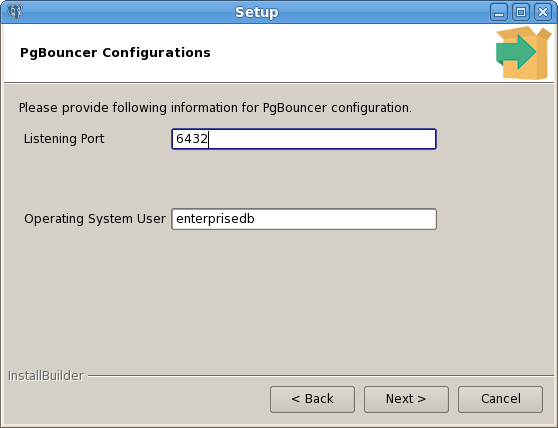 Setup
PgBouncer Configurations
Please provide following information for PgBouncer configuration.
Listening Port 6432
Operating System User enterprisedb
InstallBuilder
< Back Next > Cancel